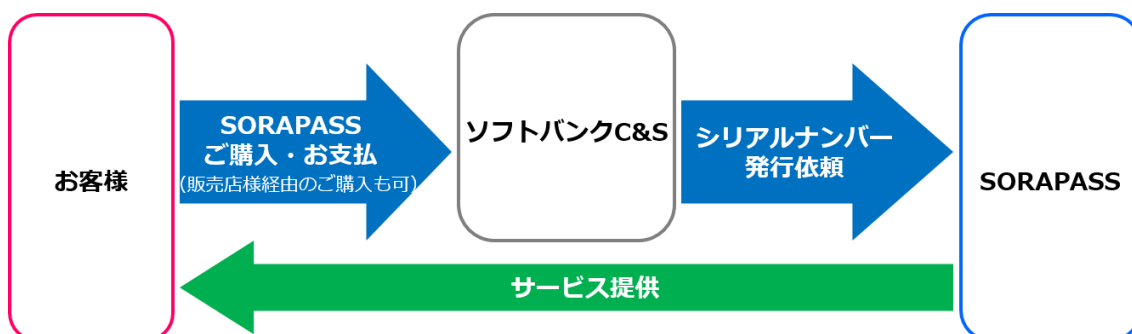 お客様
SORAPASS
ご購入・お支払
(販売店様経由のご購入も可)
ソフトバンクC&S
シリアルナンバー
発行依頼
SORAPASS
サービス提供